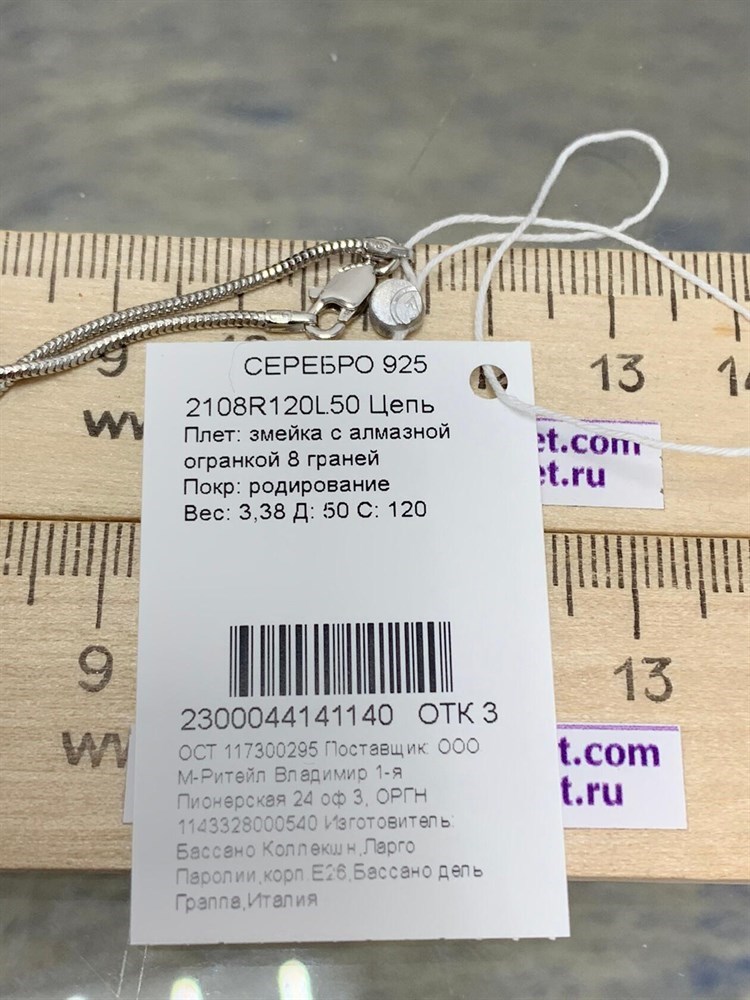 СЕРЕБРО 925
2108R120L50 Цепь
Плет: змейка с алмазной
огранкой 8 граней
Покр: родирование
Вес: 3,38 Д: 50 С: 120
2300044141140 ОТК 3
ОСТ 117300295 Поставщик: ООО
М-Ритейл Владимир 1-я
Пионерская 24 оф 3, ОРГН
1143328000540 Изготовитель:
Бассано Коллекшн,Ларго
Паролии,корп.Е26,Бассано дель
Граппа,Италия
9 13 14
w
et.com
et.ru
9 13
w
t.com
t.ru